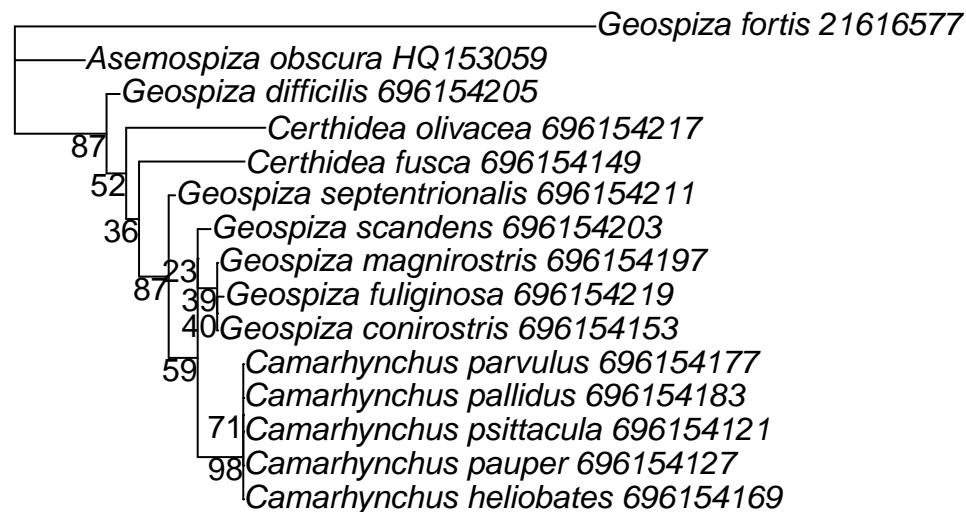 Geospiza fortis 21616577
Asemospiza obscura HQ153059
Geospiza difficilis 696154205
Certhidea olivacea 696154217
87
Certhidea fusca 696154149
52
Geospiza septentrionalis 696154211
36
Geospiza scandens 696154203
Geospiza magnirostris 696154197
23
87
Geospiza fuliginosa 696154219
39
Geospiza conirostris 696154153
40
Camarhynchus parvulus 696154177
59
Camarhynchus pallidus 696154183
Camarhynchus psittacula 696154121
71
Camarhynchus pauper 696154127
98
Camarhynchus heliobates 696154169